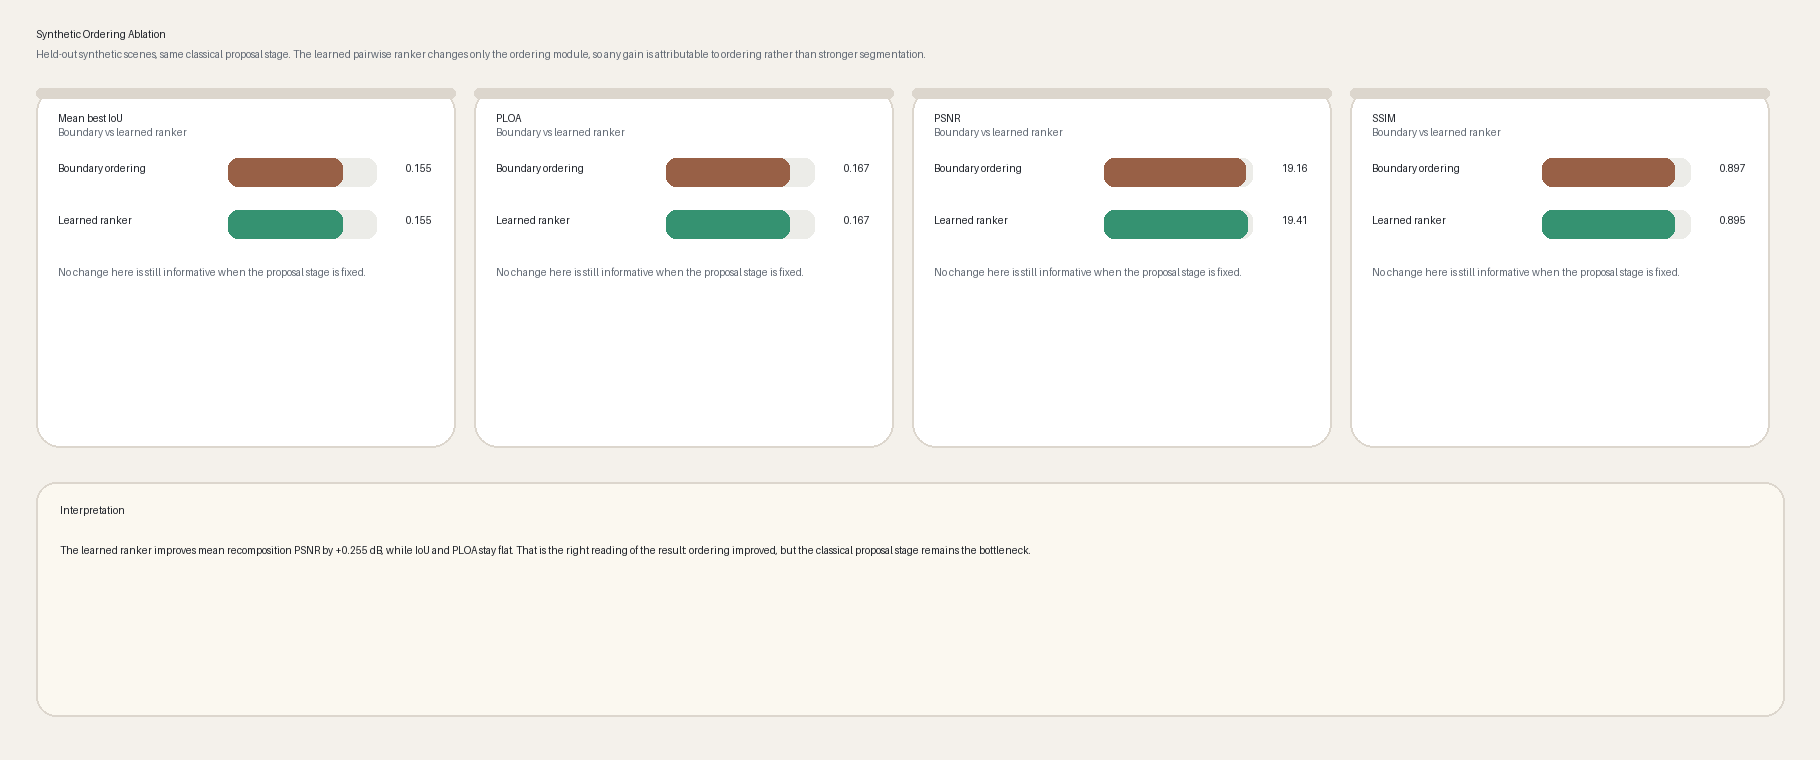 Synthetic Ordering Ablation
Held-out synthetic scenes, same classical proposal stage. The learned pairwise ranker changes only the ordering module, so any gain is attributable to ordering rather than stronger segmentation.
Mean best IoU
Boundary vs learned ranker
Boundary ordering 0.155
Learned ranker 0.155
No change here is still informative when the proposal stage is fixed.
PLOA
Boundary vs learned ranker
Boundary ordering 0.167
Learned ranker 0.167
No change here is still informative when the proposal stage is fixed.
PSNR
Boundary vs learned ranker
Boundary ordering 19.16
Learned ranker 19.41
No change here is still informative when the proposal stage is fixed.
SSIM
Boundary vs learned ranker
Boundary ordering 0.897
Learned ranker 0.895
No change here is still informative when the proposal stage is fixed.
Interpretation
The learned ranker improves mean recomposition PSNR by +0.255 dB, while IoU and PLOA stay flat. That is the right reading of the result: ordering improved, but the classical proposal stage remains the bottleneck.